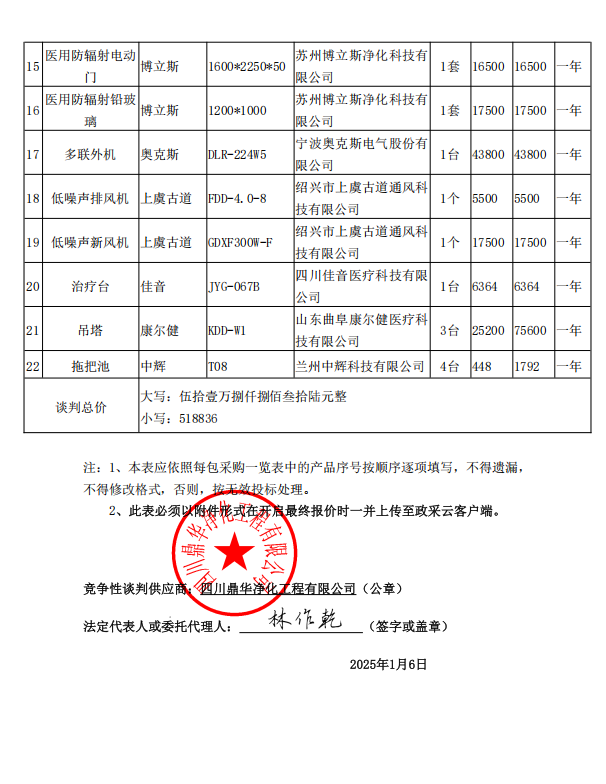 15 医用防辐射电动门 博立斯 1600*2250*50 苏州博立斯净化科技有限公司 1套 16500 16500 一年
16 医用防辐射铅玻璃 博立斯 1200*1000 苏州博立斯净化科技有限公司 1套 17500 17500 一年
17 多联外机 奥克斯 DLR-224W5 宁波奥克斯电气股份有限公司 1台 43800 43800 一年
18 低噪声排风机 上虞古道 FDD-4.0-8 绍兴市上虞古道通风科技有限公司 1个 5500 5500 一年
19 低噪声新风机 上虞古道 GDXF300W-F 绍兴市上虞古道通风科技有限公司 1个 17500 17500 一年
20 治疗台 佳音 JYG-067B 四川佳音医疗科技有限公司 1台 6364 6364 一年
21 吊塔 康尔健 KDD-W1 山东曲阜康尔健医疗科技有限公司 3台 25200 75600 一年
22 拖把池 中辉 T08 兰州中辉科技有限公司 4台 448 1792 一年
谈判总价 大写：伍拾壹万捌仟捌佰叁拾陆元整
小写：518836
注：1、本表应依照每包采购一览表中的产品序号按顺序逐项填写，不得遗漏，
不得修改格式，否则，按无效投标处理。
2、此表必须以附件形式在开启最终报价时一并上传至政采云客户端。
四川鼎华净化工程有限公司
竞争性谈判供应商：四川鼎华净化工程有限公司（公章）
法定代表人或委托代理人：林作乾（签字或盖章）
2025年1月6日